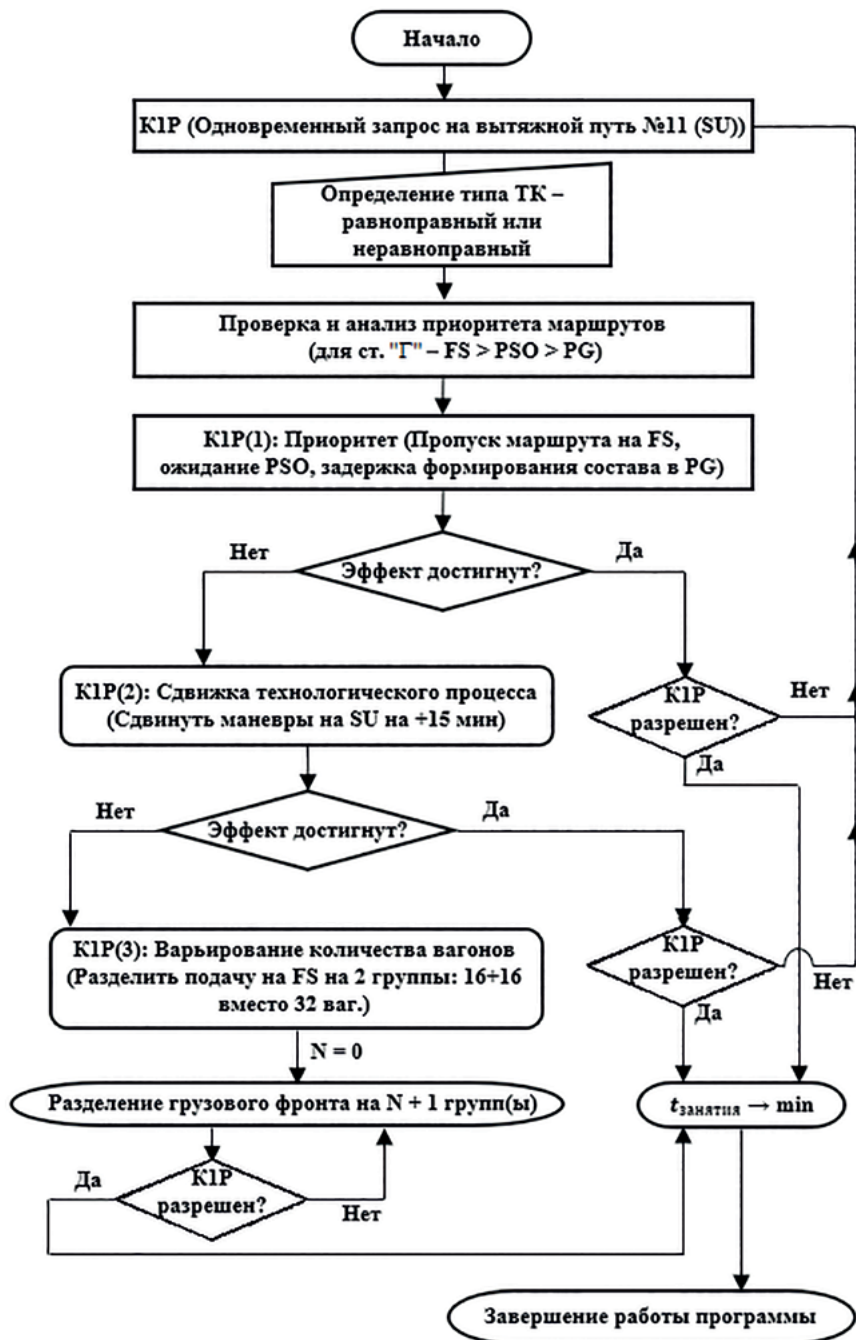 Начало
К1Р (Одновременный запрос на вытяжной путь №11 (SU))
Определение типа ТК –
равноправный или
неравноправный
Проверка и анализ приоритета маршрутов
(для ст. "Г" – FS > PSO > PG)
К1Р(1): Приоритет (Пропуск маршрута на FS,
ожидание PSO, задержка формирования состава в PG)
Нет
Эффект достигнут?
Да
К1Р(2): Сдвижка технологического процесса
(Сдвинуть маневры на SU на +15 мин)
К1Р
разрешен?
Нет
Да
Нет
Эффект достигнут?
Да
К1Р(3): Варьирование количества вагонов
(Разделить подачу на FS на 2 группы: 16+16
вместо 32 ваг.)
К1Р
разрешен?
Нет
Да
N = 0
Разделение грузового фронта на N + 1 групп(ы)
tзанятия → min
Да
К1Р
разрешен?
Нет
Завершение работы программы